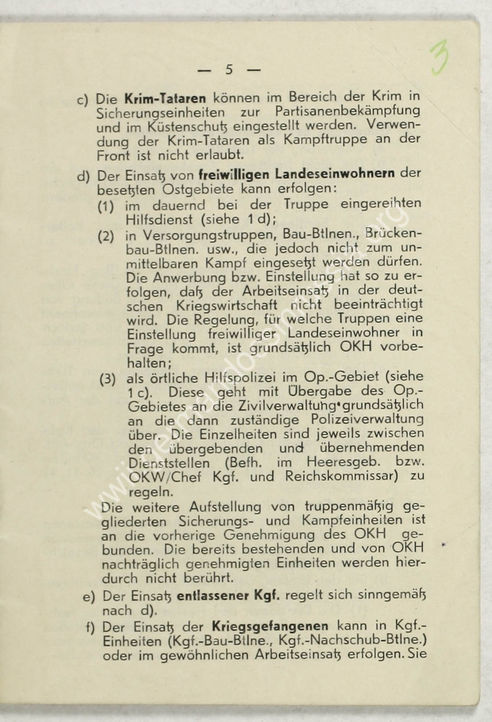 — 5 —
3
c) Die Krim-Tataren können im Bereich der Krim in
Sicherungseinheiten zur Partisanenbekämpfung
und im Küstenschutz eingestellt werden. Verwen-
dung der Krim-Tataren als Kampftruppe an der
Front ist nicht erlaubt.
d) Der Einsatz von freiwilligen Landeseinwohnern der
besetzten Ostgebiete kann erfolgen:
(1) im dauernd bei der Truppe eingereihten
Hilfsdienst (siehe 1 d);
(2) in Versorgungstruppen, Bau-Btlnen., Brücken-
bau-Btlnen. usw., die jedoch nicht zum un-
mittelbaren Kampf eingesetzt werden dürfen.
Die Anwerbung bzw. Einstellung hat so zu er-
folgen, daß der Arbeitseinsatz in der deut-
schen Kriegswirtschaft nicht beeinträchtigt
wird. Die Regelung, für welche Truppen eine
Einstellung freiwilliger Landeseinwohner in
Frage kommt, ist grundsätzlich OKH vorbe-
halten;
(3) als örtliche Hilfspolizei im Op.-Gebiet (siehe
1 c). Diese geht mit Übergabe des Op.-
Gebietes an die Zivilverwaltung grundsätzlich
an die dann zuständige Polizeiverwaltung
über. Die Einzelheiten sind jeweils zwischen
den übergebenden und übernehmenden
Dienststellen (Befh. im Heeresgeb. bzw.
OKW/Chef Kgf. und Reichskommissar) zu
regeln.
Die weitere Aufstellung von truppenmäßig ge-
gliederten Sicherungs- und Kampfeinheiten ist
an die vorherige Genehmigung des OKH ge-
bunden. Die bereits bestehenden und von OKH
nachträglich genehmigten Einheiten werden hier-
durch nicht berührt.
e) Der Einsatz entlassener Kgf. regelt sich sinngemäß
nach d).
f) Der Einsatz der Kriegsgefangenen kann in Kgf.-
Einheiten (Kgf.-Bau-Btlne., Kgf.-Nachschub-Btlne.)
oder im gewöhnlichen Arbeitseinsatz erfolgen. Sie